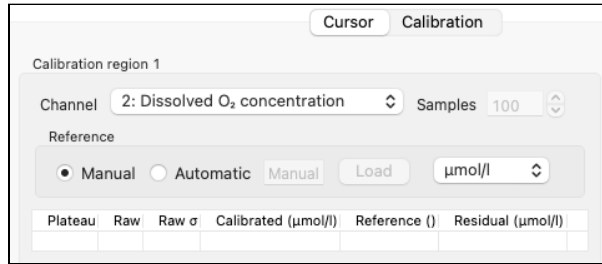 Cursor Calibration
Calibration region 1
Channel 2: Dissolved O₂ concentration Samples 100
Reference
Manual Automatic Manual Load µmol/l
Plateau Raw Raw σ Calibrated (µmol/l) Reference () Residual (µmol/l)